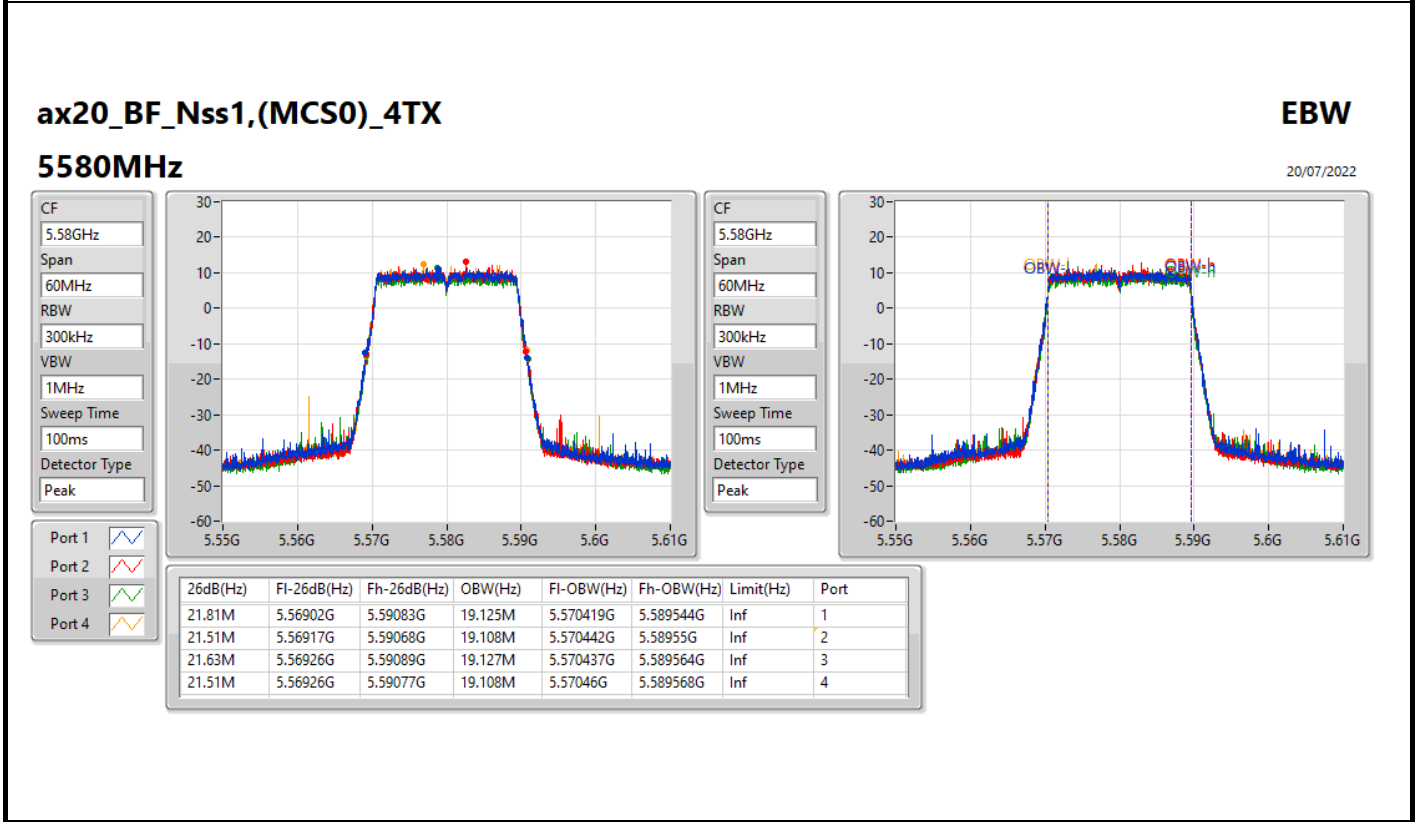 ax20_BF_Nss1,(MCS0)_4TX EBW
5580MHz 20/07/2022
CF
5.58GHz
Span
60MHz
RBW
300kHz
VBW
1MHz
Sweep Time
100ms
Detector Type
Peak
30
20
10
0
-10
-20
-30
-40
-50
-60
5.55G 5.56G 5.57G 5.58G 5.59G 5.6G 5.61G
CF
5.58GHz
Span
60MHz
RBW
300kHz
VBW
1MHz
Sweep Time
100ms
Detector Type
Peak
30
20
10
0
-10
-20
-30
-40
-50
-60
OBW-l OBW-h
5.55G 5.56G 5.57G 5.58G 5.59G 5.6G 5.61G
Port 1
Port 2
Port 3
Port 4
26dB(Hz) Fl-26dB(Hz) Fh-26dB(Hz) OBW(Hz) Fl-OBW(Hz) Fh-OBW(Hz) Limit(Hz) Port
21.81M 5.56902G 5.59083G 19.125M 5.570419G 5.589544G Inf 1
21.51M 5.56917G 5.59068G 19.108M 5.570442G 5.58955G Inf 2
21.63M 5.56926G 5.59089G 19.127M 5.570437G 5.589564G Inf 3
21.51M 5.56926G 5.59077G 19.108M 5.57046G 5.589568G Inf 4